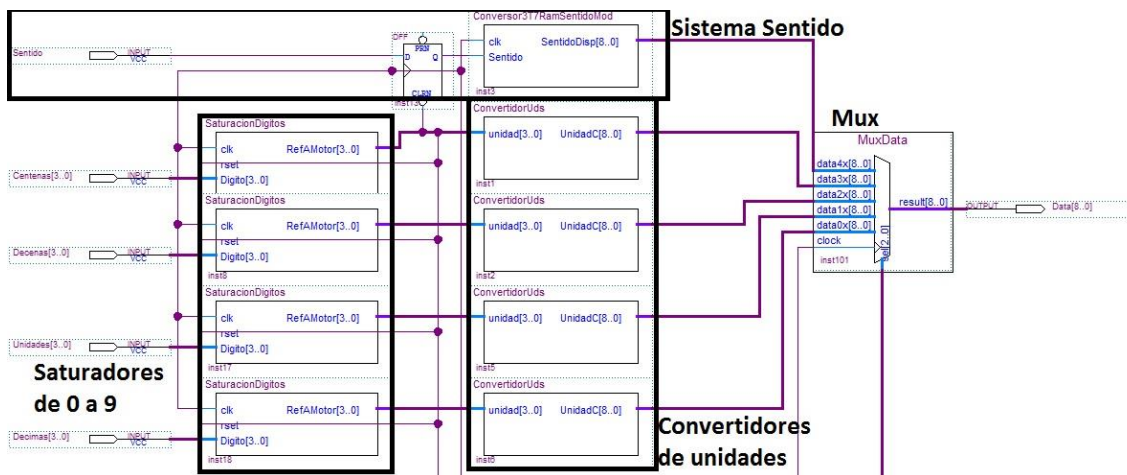 Conversor3T7RamSentidoMod
Sistema Sentido
Sentido
INPUT
VCC
DFF
PRN
D
Q
CLRN
inst13
clk
SentidoDisp[8..0]
Sentido
inst3
SaturacionDigitos
clk
RefAMotor[3..0]
rset
Digito[3..0]
Centenas[3..0]
INPUT
VCC
ConvertidorUds
unidad[3..0]
UnidadC[8..0]
inst1
Mux
MuxData
data4x[8..0]
data3x[8..0]
data2x[8..0]
data1x[8..0]
data0x[8..0]
clock
result[8..0]
sel[2..0]
inst101
OUTPUT
Data[8..0]
SaturacionDigitos
clk
RefAMotor[3..0]
rset
Digito[3..0]
inst8
Decenas[3..0]
INPUT
VCC
ConvertidorUds
unidad[3..0]
UnidadC[8..0]
inst2
SaturacionDigitos
clk
RefAMotor[3..0]
rset
Digito[3..0]
inst17
Unidades[3..0]
INPUT
VCC
ConvertidorUds
unidad[3..0]
UnidadC[8..0]
inst5
Saturadores
de 0 a 9
SaturacionDigitos
clk
RefAMotor[3..0]
rset
Digito[3..0]
inst18
Decimas[3..0]
INPUT
VCC
ConvertidorUds
unidad[3..0]
UnidadC[8..0]
inst6
Convertidores
de unidades